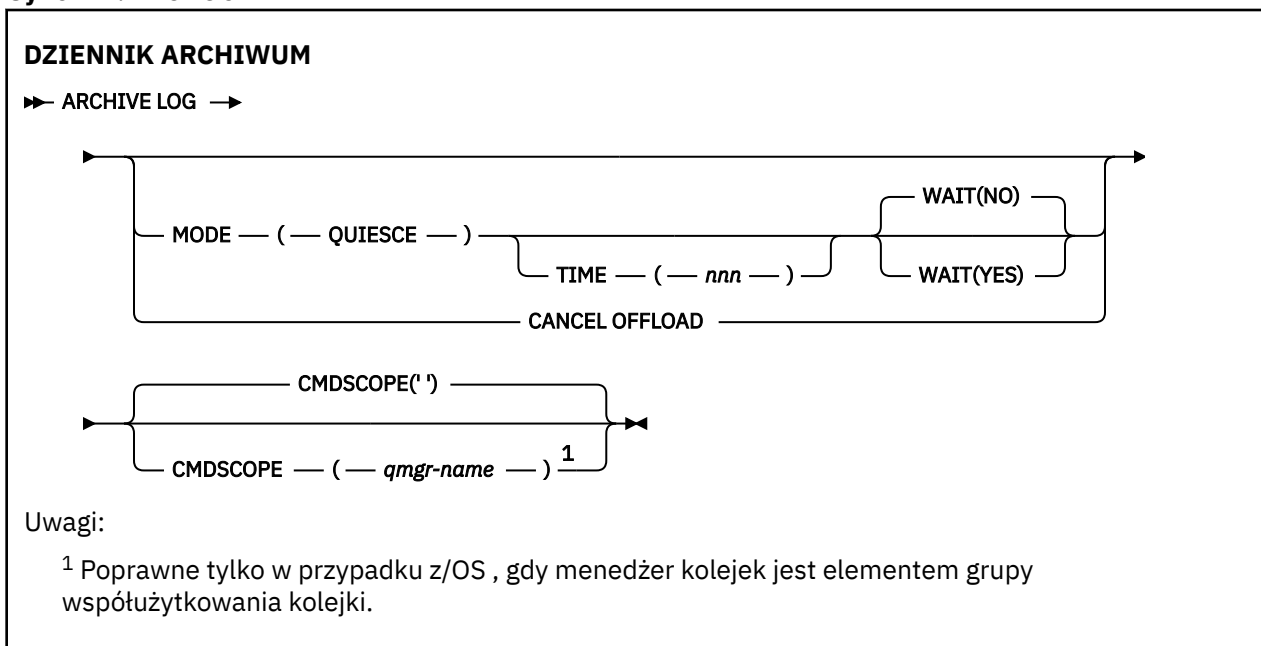 DZIENNIK ARCHIWUM
ARCHIVE LOG
WAIT(NO)
MODE ( QUIESCE )
TIME ( nnn )
WAIT(YES)
CANCEL OFFLOAD
CMDSCOPE(' ')
CMDSCOPE ( qmgr-name ) 1
Uwagi:
1 Poprawne tylko w przypadku z/OS , gdy menedżer kolejek jest elementem grupy
współużytkowania kolejki.